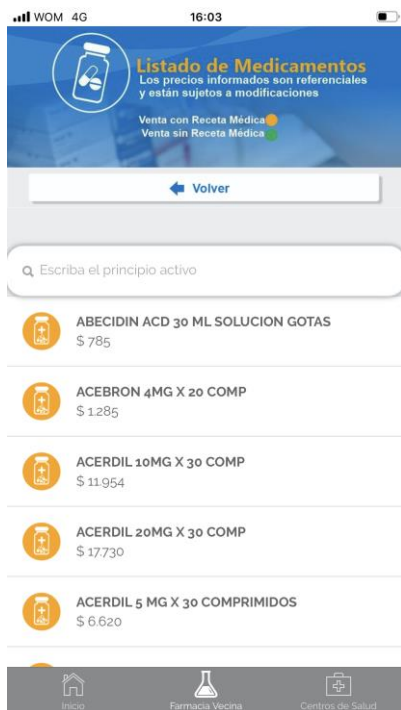 WOM 4G 16:03
Listado de Medicamentos
Los precios informados son referenciales
y están sujetos a modificaciones
Venta con Receta Médica
Venta sin Receta Médica
Volver
Escriba el principio activo
ABECIDIN ACD 30 ML SOLUCION GOTAS
$ 785
ACEBRON 4MG X 20 COMP
$ 1.285
ACERDIL 10MG X 30 COMP
$ 11.954
ACERDIL 20MG X 30 COMP
$ 17.730
ACERDIL 5 MG X 30 COMPRIMIDOS
$ 6.620
Inicio Farmacia Vecina Centros de Salud